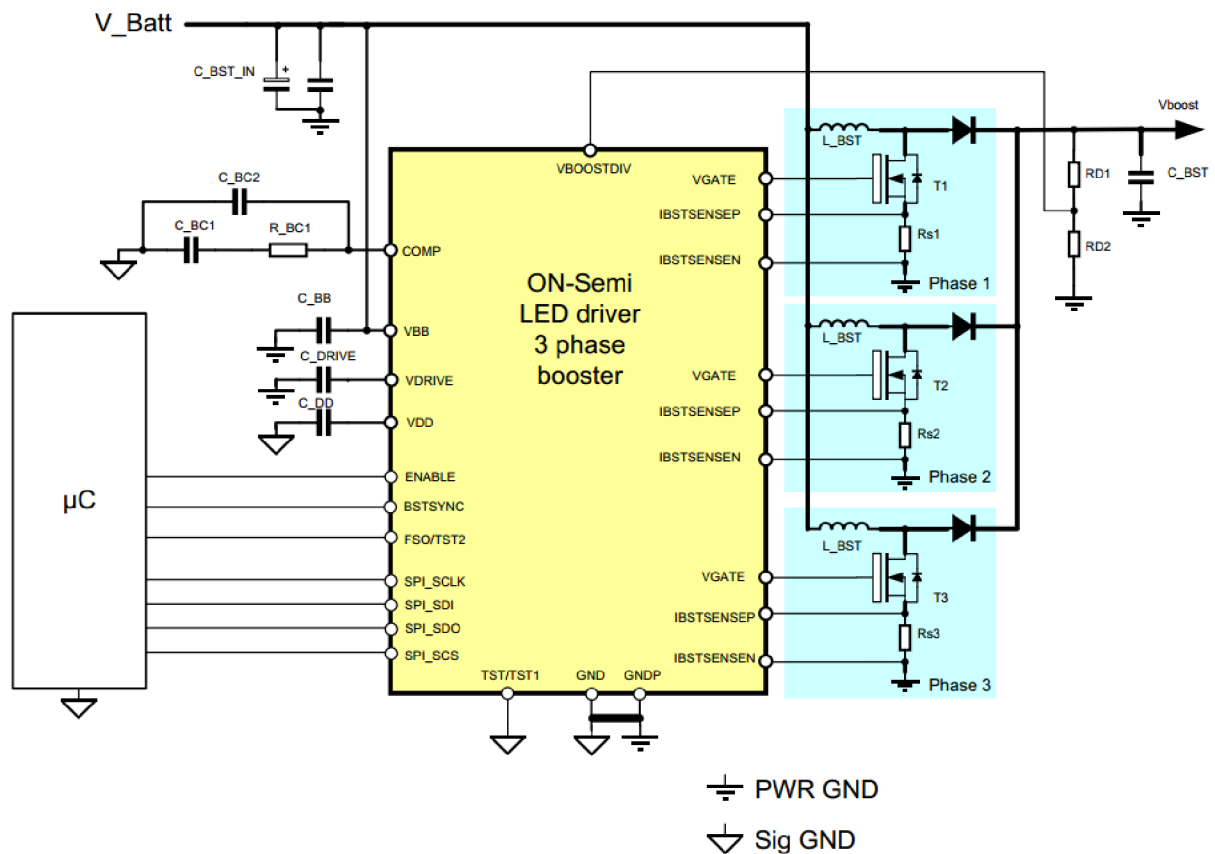 V_Batt
C_BST_IN
+
Vboost
L_BST
VBOOSTDIV
C_BC2
VGATE
T1
RD1
C_BST
IBSTSENSEP
C_BC1
R_BC1
Rs1
COMP
RD2
IBSTSENSEN
ON-Semi
LED driver
3 phase
booster
Phase 1
C_BB
VBB
L_BST
C_DRIVE
VDRIVE
VGATE
T2
C_DD
IBSTSENSEP
VDD
Rs2
IBSTSENSEN
ENABLE
Phase 2
µC
BSTSYNC
FSO/TST2
L_BST
SPI_SCLK
VGATE
T3
SPI_SDI
IBSTSENSEP
SPI_SDO
Rs3
SPI_SCS
IBSTSENSEN
TST/TST1
GND
GNDP
Phase 3
PWR GND
Sig GND